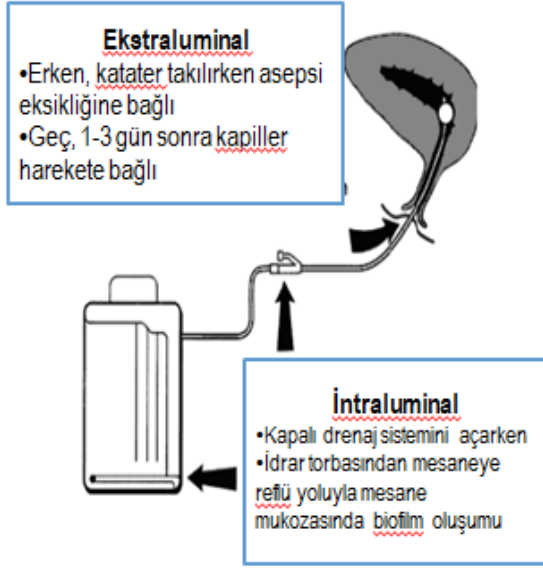 Ekstraluminal
•Erken, katater takılırken asepsi
eksikliğine bağlı
•Geç, 1-3 gün sonra kapiller
harekete bağlı
İntraluminal
•Kapalı drenaj sistemini açarken
•İdrar torbasından mesaneye
reflü yoluyla mesane
mukozasında biofilm oluşumu